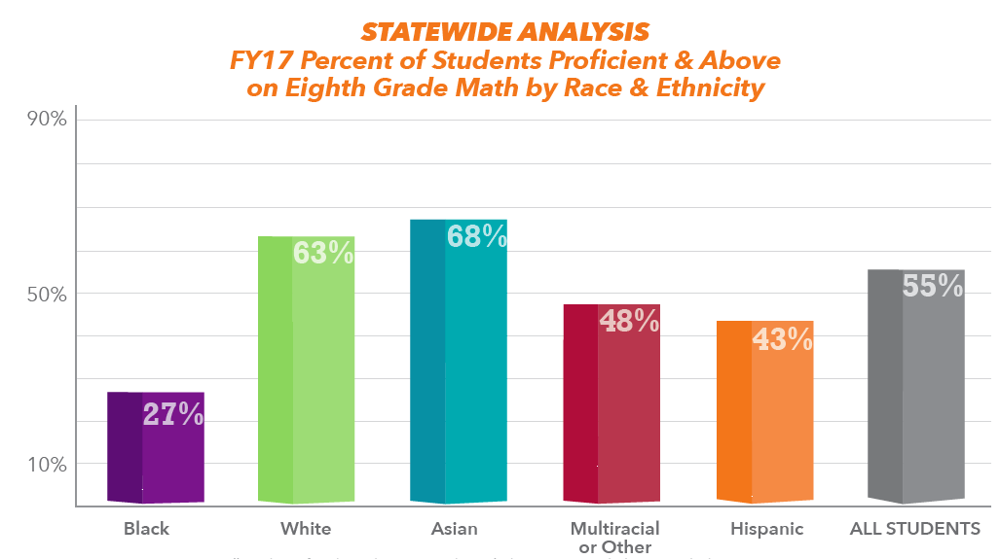 STATEWIDE ANALYSIS
FY17 Percent of Students Proficient & Above
on Eighth Grade Math by Race & Ethnicity
90%
50%
10%
27%
63%
68%
48%
43%
55%
Black
White
Asian
Multiracial
or Other
Hispanic
ALL STUDENTS